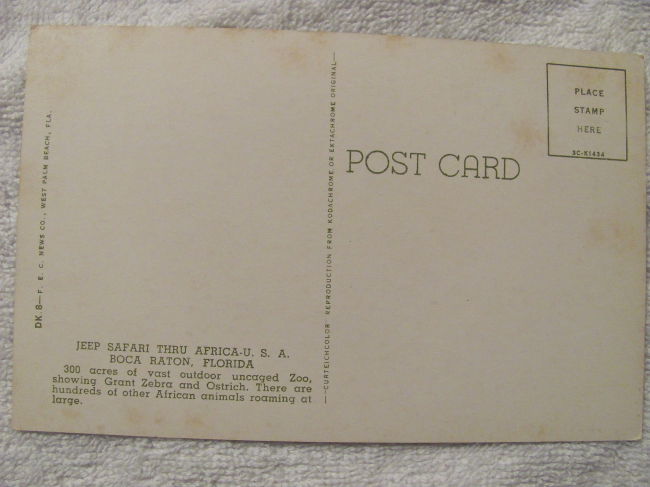 DK 8—F. E. C. NEWS CO., WEST PALM BEACH, FLA.
JEEP SAFARI THRU AFRICA-U. S. A.
BOCA RATON, FLORIDA
300 acres of vast outdoor uncaged Zoo,
showing Grant Zebra and Ostrich. There are
hundreds of other African animals roaming at
large.
—"CURTEICHCOLOR" REPRODUCTION FROM KODACHROME OR EKTACHROME ORIGINAL—
POST CARD
PLACE
STAMP
HERE
3C-K1434